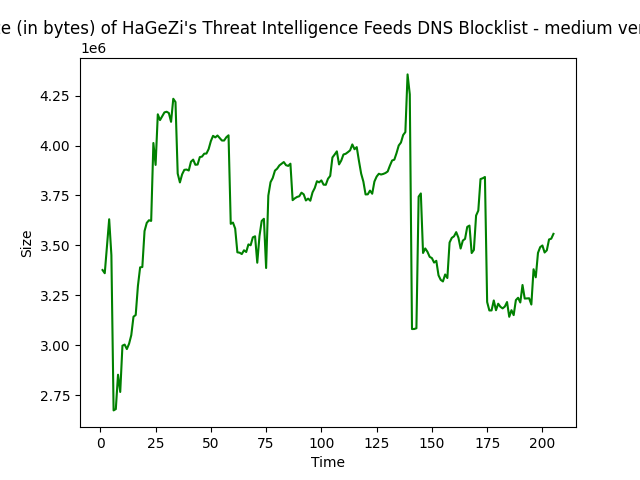 e (in bytes) of HaGeZi's Threat Intelligence Feeds DNS Blocklist - medium ver
1e6
4.25
4.00
3.75
3.50
3.25
3.00
2.75
Size
0 25 50 75 100 125 150 175 200
Time